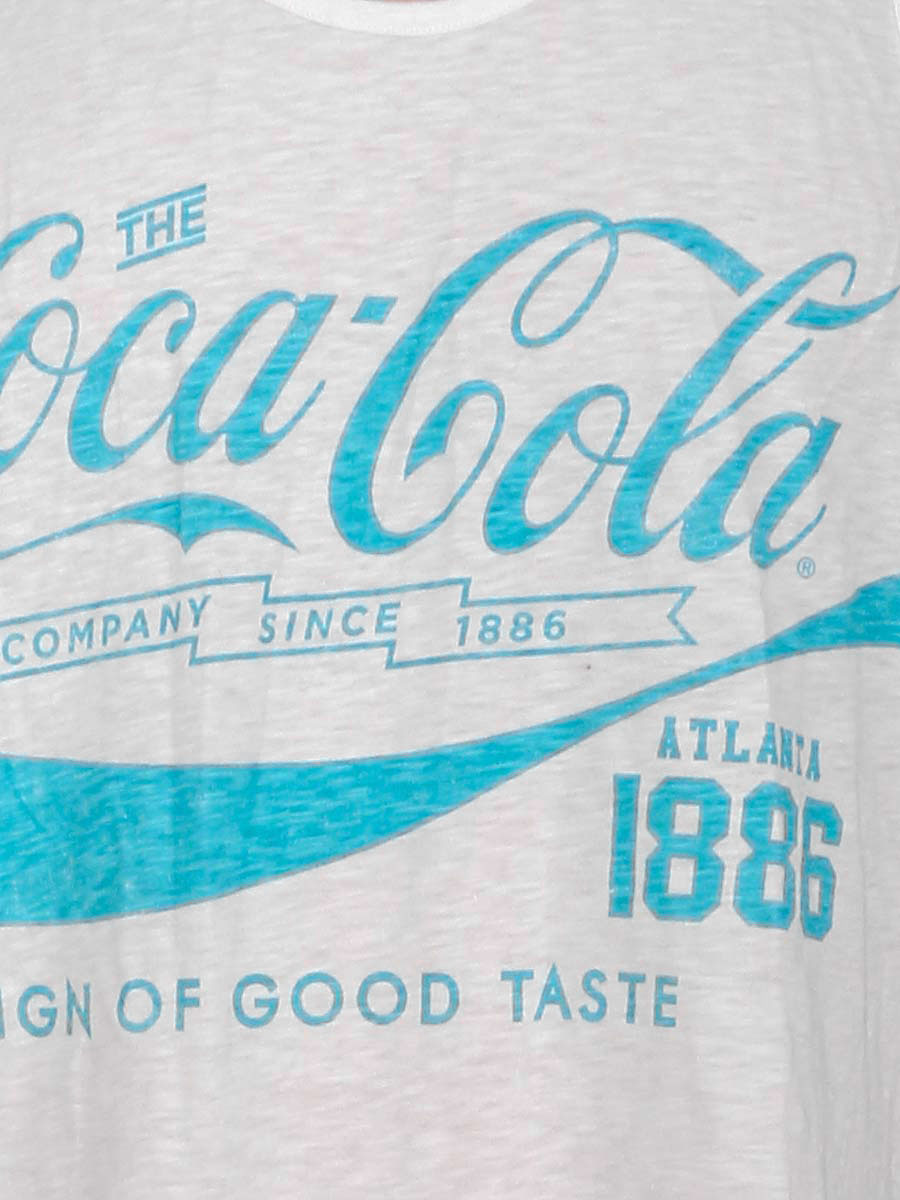 THE
Coca-Cola®
COMPANY SINCE 1886
ATLANTA
1886
IGN OF GOOD TASTE